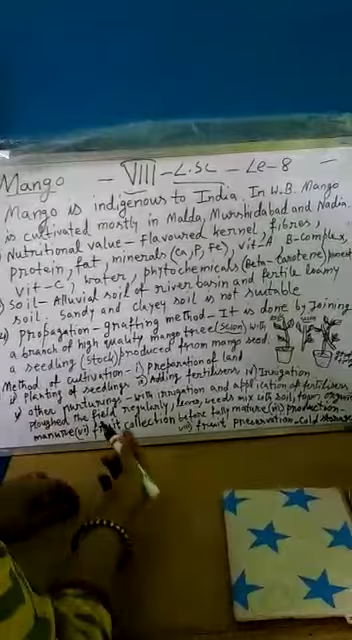 Mango - VIII - L.Sc - Le-8 -
Mango is indigenous to India. In W.B. Mango
is cultivated mostly in Malda, Murshidabad and Nadia.
Nutritional value - Flavoured kernel, fibres,
protein, fat, minerals (Ca, P, Fe), vit-A B-complex,
vit-C, water, phytochemicals (Beta-carotene) present
Soil - Alluvial soil of river basin and fertile loamy
soil. Sandy and clayey soil is not suitable
Propagation - grafting method - It is done by joining
a branch of high quality mango tree (scion) with
a seedling (stock) produced from mango seed.
Method of cultivation - i) Preparation of land
ii) Planting of seedlings iii) Adding fertilisers iv) Irrigation
v) other nurturings - with irrigation and application of fertilisers
ploughed the field regularly, leaves, weeds mix with soil, form organic
manure (vi) fruit collection before fully mature (vii) production -
viii) fruit preservation - cold storage